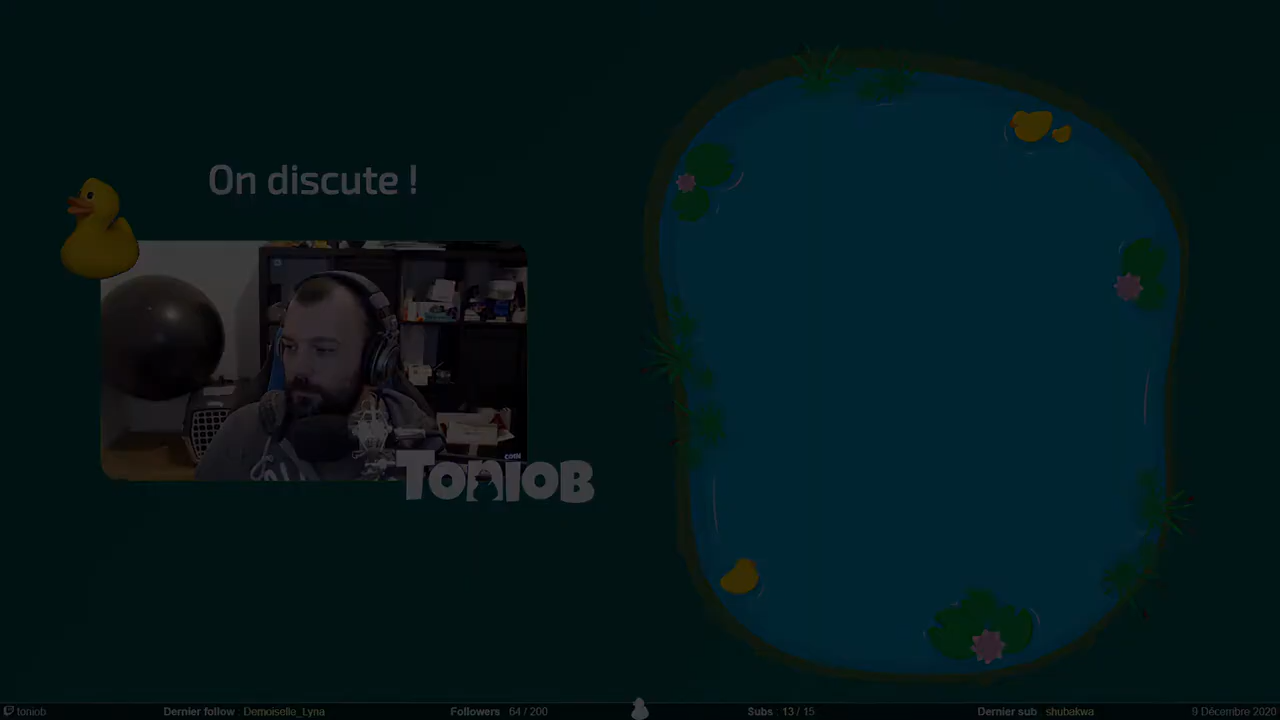 On discute !
COIN
TONIOB
toniob
Dernier follow Demoiselle_Lyna
Followers 64 / 200
Subs 13 / 15
Dernier sub shubakwa
9 Décembre 2020